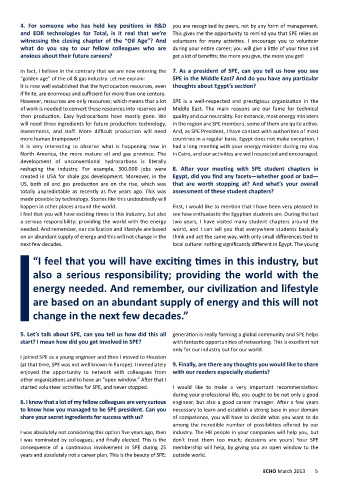 4. For someone who has held key positions in R&D
and EOR technologies for Total, is it real that we're
witnessing the closing chapter of the "Oil Age"? And
what do you say to our fellow colleagues who are
anxious about their future careers?
In fact, I believe in the contrary that we are now entering the
"golden age" of the oil & gas industry. Let me explain:
It is now well established that the hydrocarbon resources, even
if finite, are enormous and sufficient for more than one century.
However, resources are only resources; which means that a lot
of work is needed to convert these resources into reserves and
then production. Easy hydrocarbons have mostly gone. We
will need those ingredients for future production: technology,
investments, and staff. More difficult production will need
more human brainpower!
It is very interesting to observe what is happening now in
North America, the more mature oil and gas province. The
development of unconventional hydrocarbons is literally
reshaping the industry. For example, 300,000 jobs were
created in USA for shale gas development. Moreover, in the
US, both oil and gas production are on the rise, which was
totally unpredictable as recently as five years ago. This was
made possible by technology. Stories like this undoubtedly will
happen in other places around the world.
I feel that you will have exciting times in this industry, but also
a serious responsibility; providing the world with the energy
needed. And remember, our civilization and lifestyle are based
on an abundant supply of energy and this will not change in the
next few decades.
you are recognized by peers, not by any form of management.
This gives me the opportunity to remind you that SPE relies on
volunteers for many activities. I encourage you to volunteer
during your entire career; you will give a little of your time and
get a lot of benefits; the more you give, the more you get!
7. As a president of SPE, can you tell us how you see
SPE in the Middle East? And do you have any particular
thoughts about Egypt's section?
SPE is a well-respected and prestigious organization in the
Middle East. The main reasons are our fame for technical
quality and our neutrality. For instance, most energy ministers
in the region are SPE members, some of them are quite active.
And, as SPE President, I have contact with authorities of most
countries in a regular basis. Egypt does not make exception, I
had a long meeting with your energy minister during my stay
in Cairo, and our activities are well respected and encouraged.
8. After your meeting with SPE student chapters in
Egypt, did you find any facets—whether good or bad—
that are worth stopping at? And what's your overall
assessment of these student chapters?
First, I would like to mention that I have been very pleased to
see how enthusiastic the Egyptian students are. During the last
two years, I have visited many student chapters around the
world, and I can tell you that everywhere students basically
think and act the same way, with only small differences tied to
local culture: nothing significantly different in Egypt. The young
"I feel that you will have exciting times in this industry, but
also a serious responsibility; providing the world with the
energy needed. And remember, our civilization and lifestyle
are based on an abundant supply of energy and this will not
change in the next few decades."
5. Let's talk about SPE, can you tell us how did this all
start? I mean how did you get involved in SPE?
I joined SPE as a young engineer and then I moved to Houston
(at that time, SPE was not well known in Europe). I immediately
enjoyed the opportunity to network with colleagues from
other organizations and to have an "open window." After that I
started volunteer activities for SPE, and never stopped.
6. I know that a lot of my fellow colleagues are very curious
to know how you managed to be SPE president. Can you
share your secret ingredients for success with us?
I was absolutely not considering this option five years ago, then
I was nominated by colleagues, and finally elected. This is the
consequence of a continuous involvement in SPE during 25
years and absolutely not a career plan. This is the beauty of SPE;
generation is really forming a global community and SPE helps
with fantastic opportunities of networking. This is excellent not
only for our industry but for our world.
9. Finally, are there any thoughts you would like to share
with our readers especially students?
I would like to make a very important recommendation:
during your professional life, you ought to be not only a good
engineer, but also a good career manager. After a few years
necessary to learn and establish a strong base in your domain
of competence, you will have to decide what you want to do
among the incredible number of possibilities offered by our
industry. The HR people in your companies will help you, but
don't trust them too much; decisions are yours! Your SPE
membership will help, by giving you an open window to the
outside world.
ECHO March 2013 5